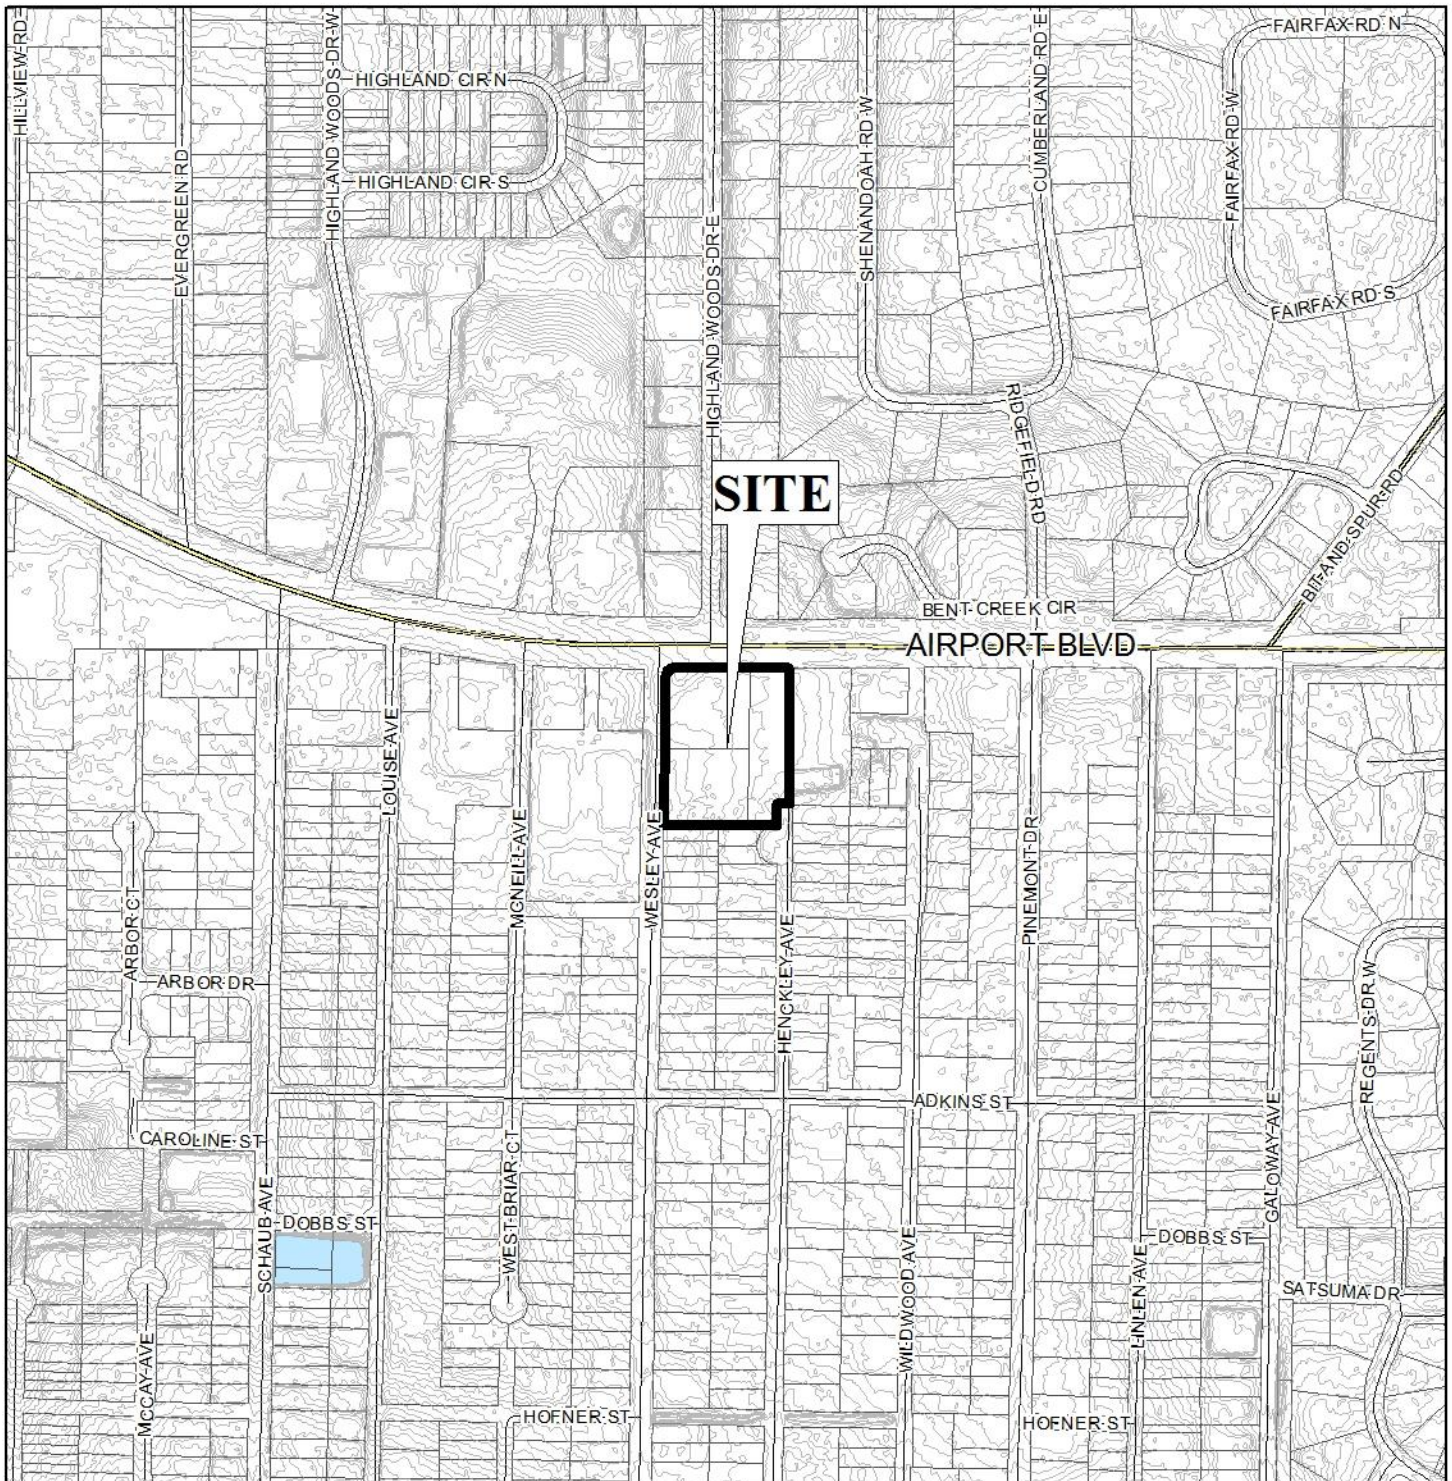 HILLVIEW RD
EVERGREEN RD
HIGHLAND WOODS DR W
HIGHLAND CIR N
HIGHLAND CIR S
HIGHLAND WOODS DR E
SHENANDOAH RD W
CUMBERLAND RD E
FAIRFAX RD N
FAIRFAX RD W
FAIRFAX RD S
RIDGEFIELD RD
BIT AND SPUR RD
SITE
BENT CREEK CIR
AIRPORT BLVD
LOUISE AVE
MCNEILL AVE
WESLEY AVE
PINEMONT DR
ARBOR CT
ARBOR DR
HENCKLEY AVE
REGENTS DR W
ADKINS ST
CAROLINE ST
SCHAUB AVE
DOBBS ST
WEST BRIAR CT
WILDWOOD AVE
LINLEN AVE
DOBBS ST
GALOWAY AVE
SATSUMA DR
MCCAY AVE
HOFNER ST
HOFNER ST